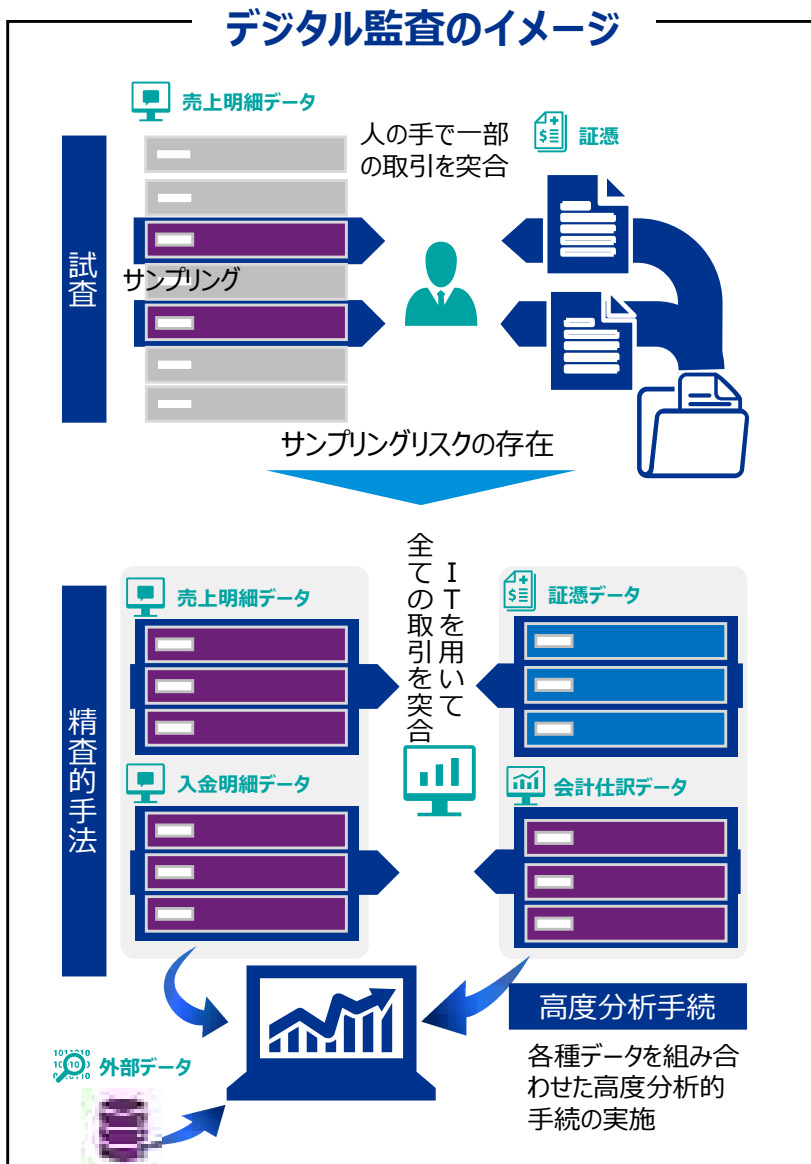 デジタル監査のイメージ
売上明細データ
人の手で一部
の取引を突合
証憑
試査
サンプリング
サンプリングリスクの存在
精査的手法
売上明細データ
ITを用いて
全ての取引を突合
証憑データ
入金明細データ
会計仕訳データ
高度分析手続
各種データを組み合
わせた高度分析的
手続の実施
外部データ